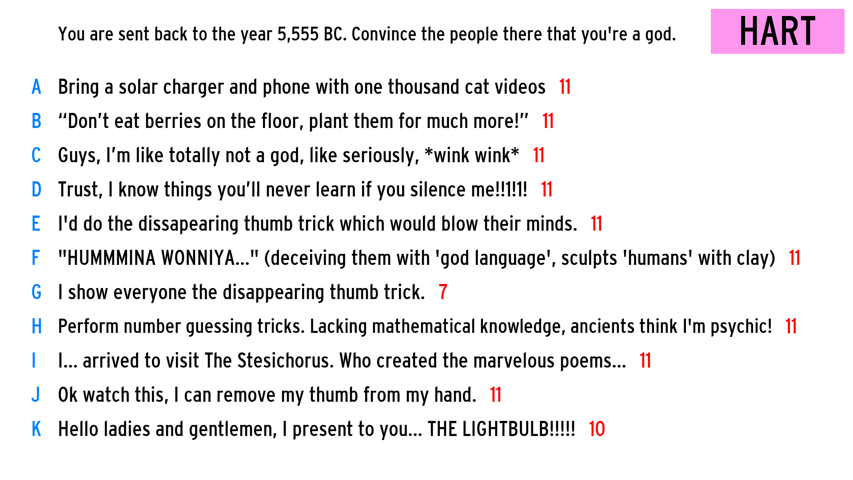 You are sent back to the year 5,555 BC. Convince the people there that you're a god.
HART
A Bring a solar charger and phone with one thousand cat videos 11
B “Don’t eat berries on the floor, plant them for much more!” 11
C Guys, I’m like totally not a god, like seriously, *wink wink* 11
D Trust, I know things you’ll never learn if you silence me!!1!1! 11
E I'd do the dissapearing thumb trick which would blow their minds. 11
F "HUMMMINA WONNIYA..." (deceiving them with 'god language', sculpts 'humans' with clay) 11
G I show everyone the disappearing thumb trick. 7
H Perform number guessing tricks. Lacking mathematical knowledge, ancients think I'm psychic! 11
I I... arrived to visit The Stesichorus. Who created the marvelous poems... 11
J Ok watch this, I can remove my thumb from my hand. 11
K Hello ladies and gentlemen, I present to you... THE LIGHTBULB!!!!! 10